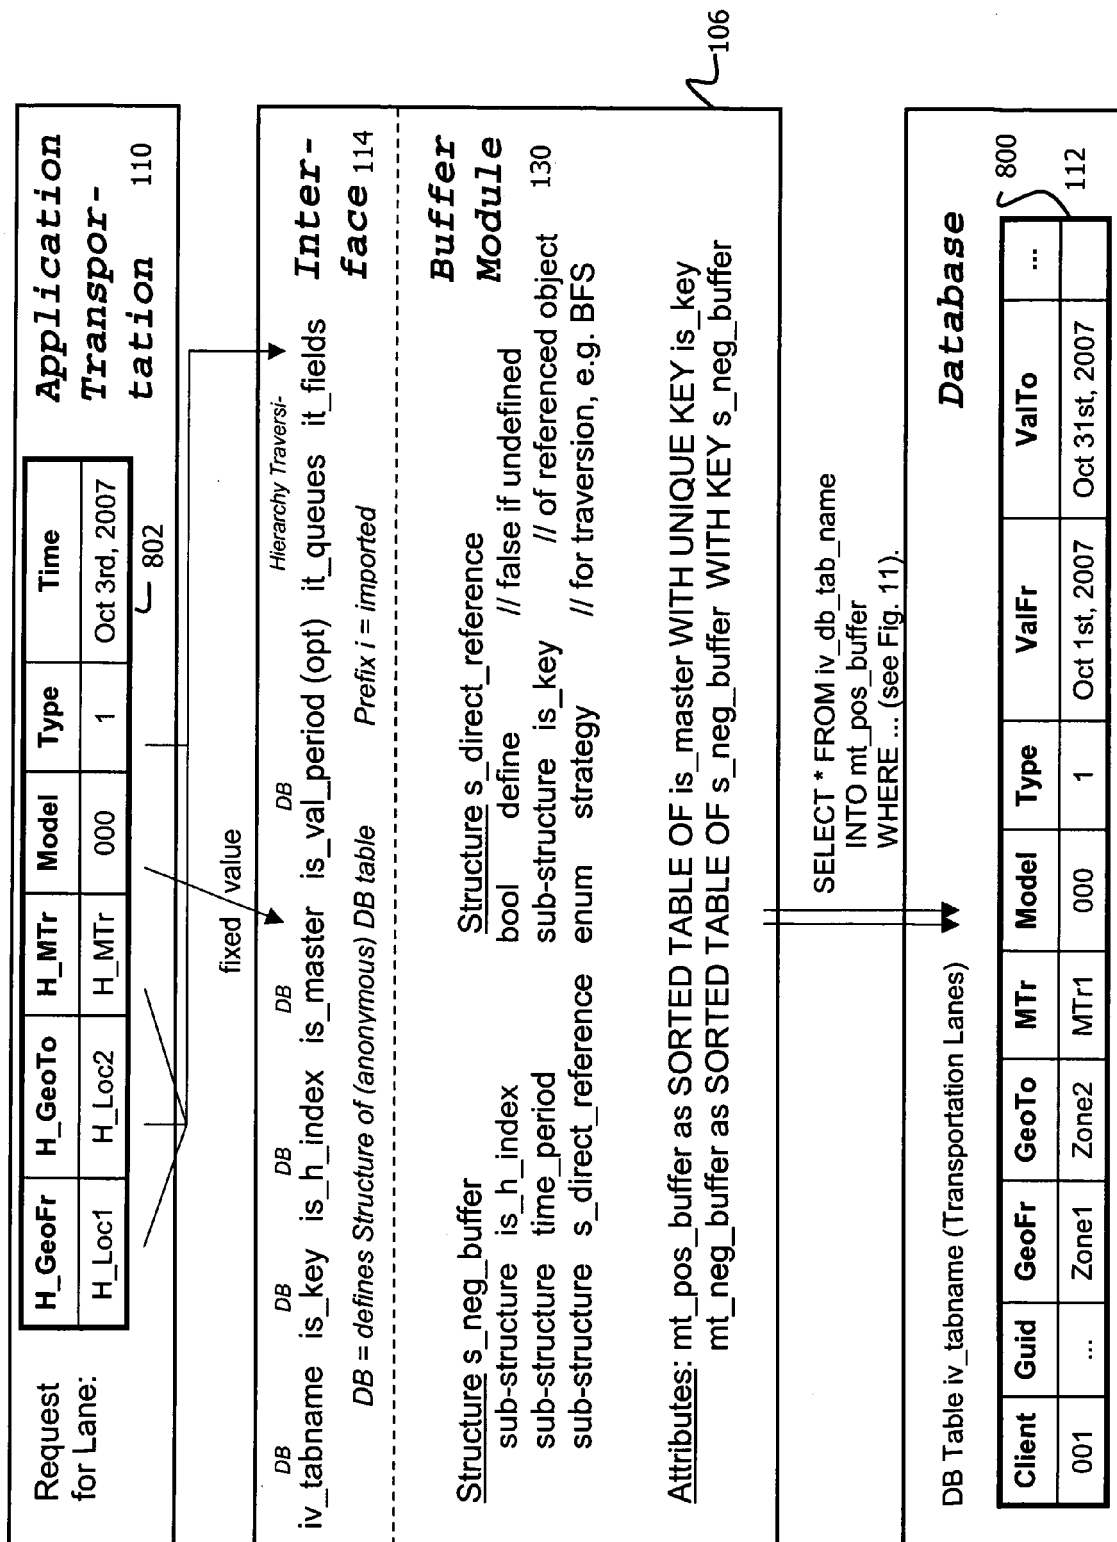 Request
for Lane:
H_GeoFr H_GeoTo H_MTr Model Type Time
H_Loc1 H_Loc2 H_MTr 000 1 Oct 3rd, 2007
802
Application
Transpor-
tation 110
fixed value
DB DB DB DB DB Hierarchy Traversi-
iv_tabname is_key is_h_index is_master is_val_period (opt) it_queues it_fields
DB = defines Structure of (anonymous) DB table Prefix i = imported
Inter-
face 114
Buffer
Module
130
Structure s_neg_buffer
sub-structure is_h_index
sub-structure time_period
sub-structure s_direct_reference
Structure s_direct_reference
bool define // false if undefined
sub-structure is_key // of referenced object
enum strategy // for traversion, e.g. BFS
Attributes: mt_pos_buffer as SORTED TABLE OF is_master WITH UNIQUE KEY is_key
mt_neg_buffer as SORTED TABLE OF s_neg_buffer WITH KEY s_neg_buffer
106
SELECT * FROM iv_db_tab_name
INTO mt_pos_buffer
WHERE ... (see Fig. 11).
Database
DB Table iv_tabname (Transportation Lanes)
800
Client Guid GeoFr GeoTo MTr Model Type ValFr ValTo ...
001 ... Zone1 Zone2 MTr1 000 1 Oct 1st, 2007 Oct 31st, 2007
112